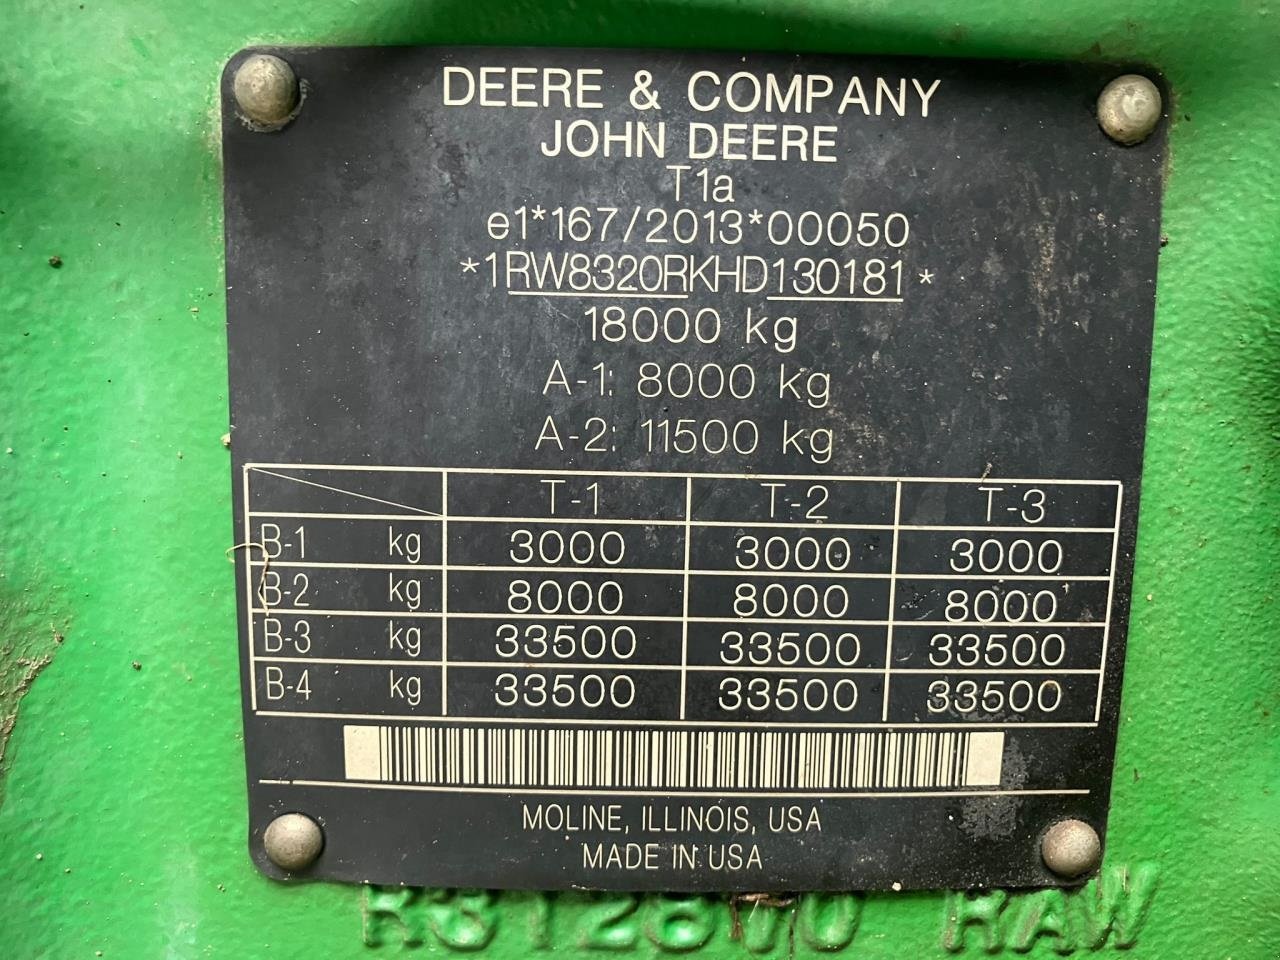 DEERE & COMPANY
JOHN DEERE
T1a
e1*167/2013*00050
*1RW8320RKHD130181*
18000 kg
A-1: 8000 kg
A-2: 11500 kg
T-1 T-2 T-3
B-1 kg 3000 3000 3000
B-2 kg 8000 8000 8000
B-3 kg 33500 33500 33500
B-4 kg 33500 33500 33500
MOLINE, ILLINOIS, USA
MADE IN USA
RAW